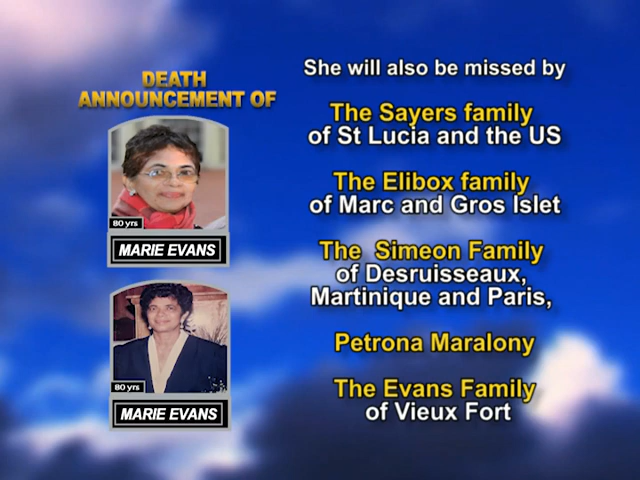 DEATH
ANNOUNCEMENT OF
80 yrs
MARIE EVANS
80 yrs
MARIE EVANS
She will also be missed by
The Sayers family
of St Lucia and the US
The Elibox family
of Marc and Gros Islet
The Simeon Family
of Desruisseaux,
Martinique and Paris,
Petrona Maralony
The Evans Family
of Vieux Fort